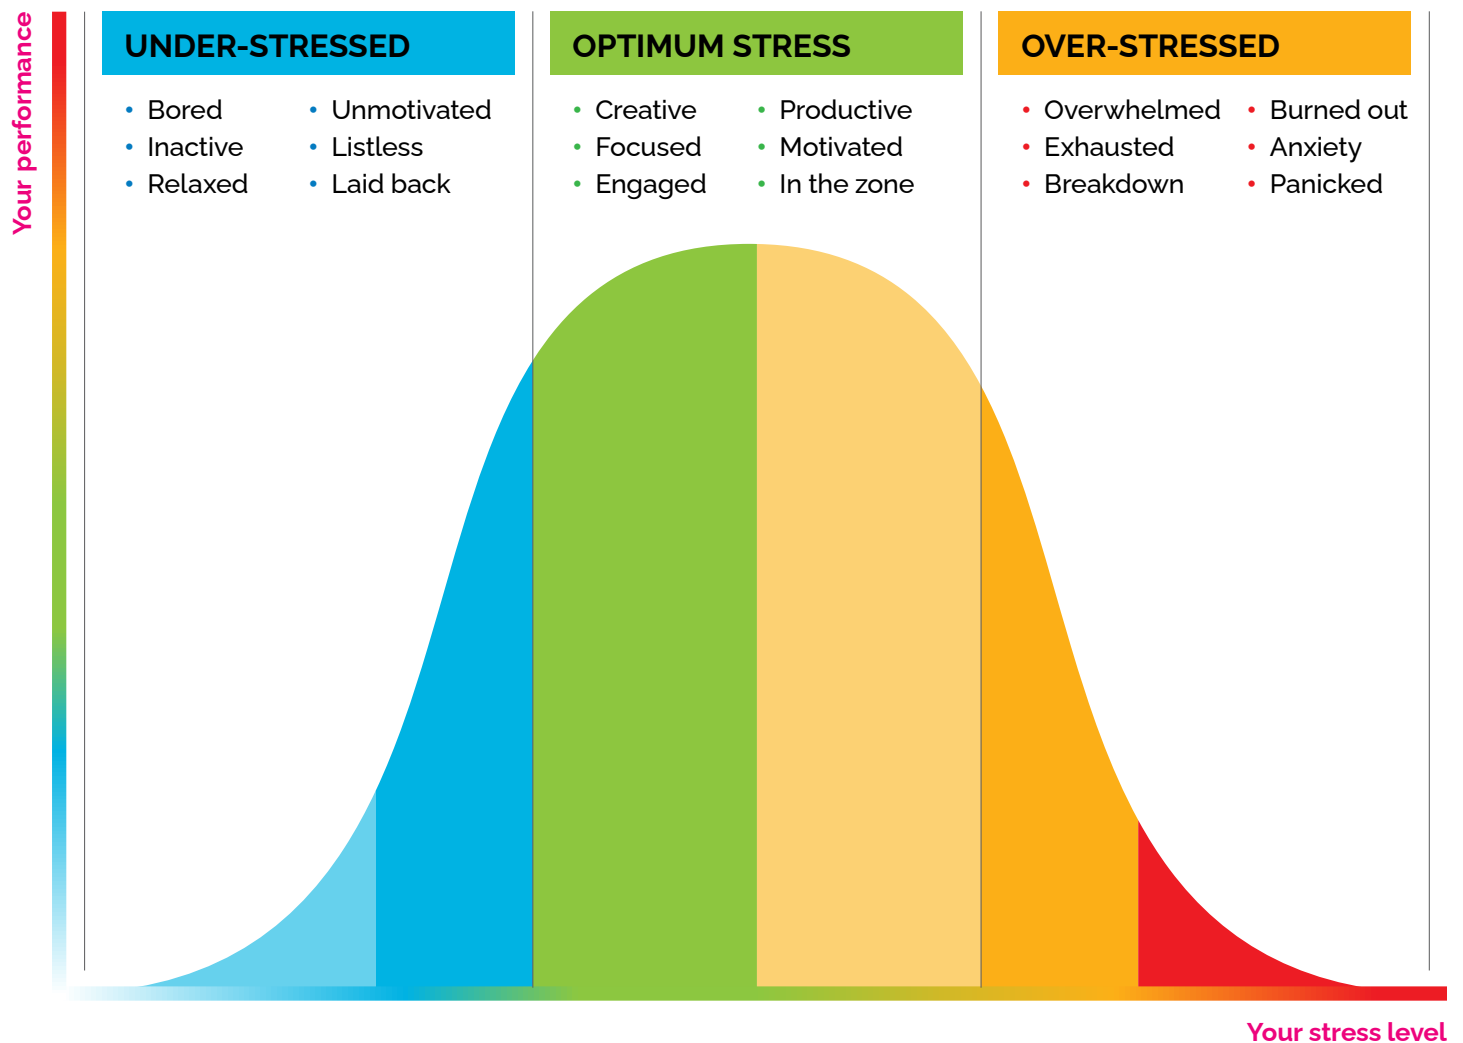 Your performance
UNDER-STRESSED
• Bored
• Inactive
• Relaxed
• Unmotivated
• Listless
• Laid back
OPTIMUM STRESS
• Creative
• Focused
• Engaged
• Productive
• Motivated
• In the zone
OVER-STRESSED
• Overwhelmed
• Exhausted
• Breakdown
• Burned out
• Anxiety
• Panicked
Your stress level